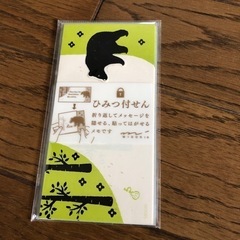 ひみつ付せん
折り返してメッセージを
隠せる、貼ってはがせる
メモです